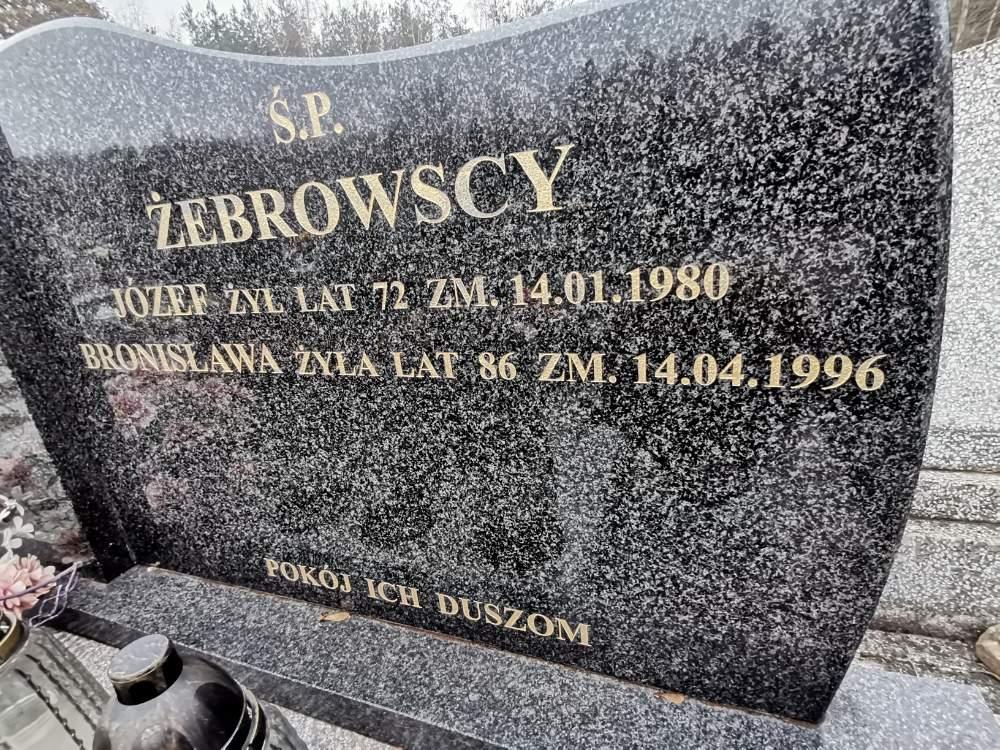 Ś.P.
ŻEBROWSCY
JÓZEF ŻYŁ LAT 72 ZM. 14.01.1980
BRONISŁAWA ŻYŁA LAT 86 ZM. 14.04.1996
POKÓJ ICH DUSZOM